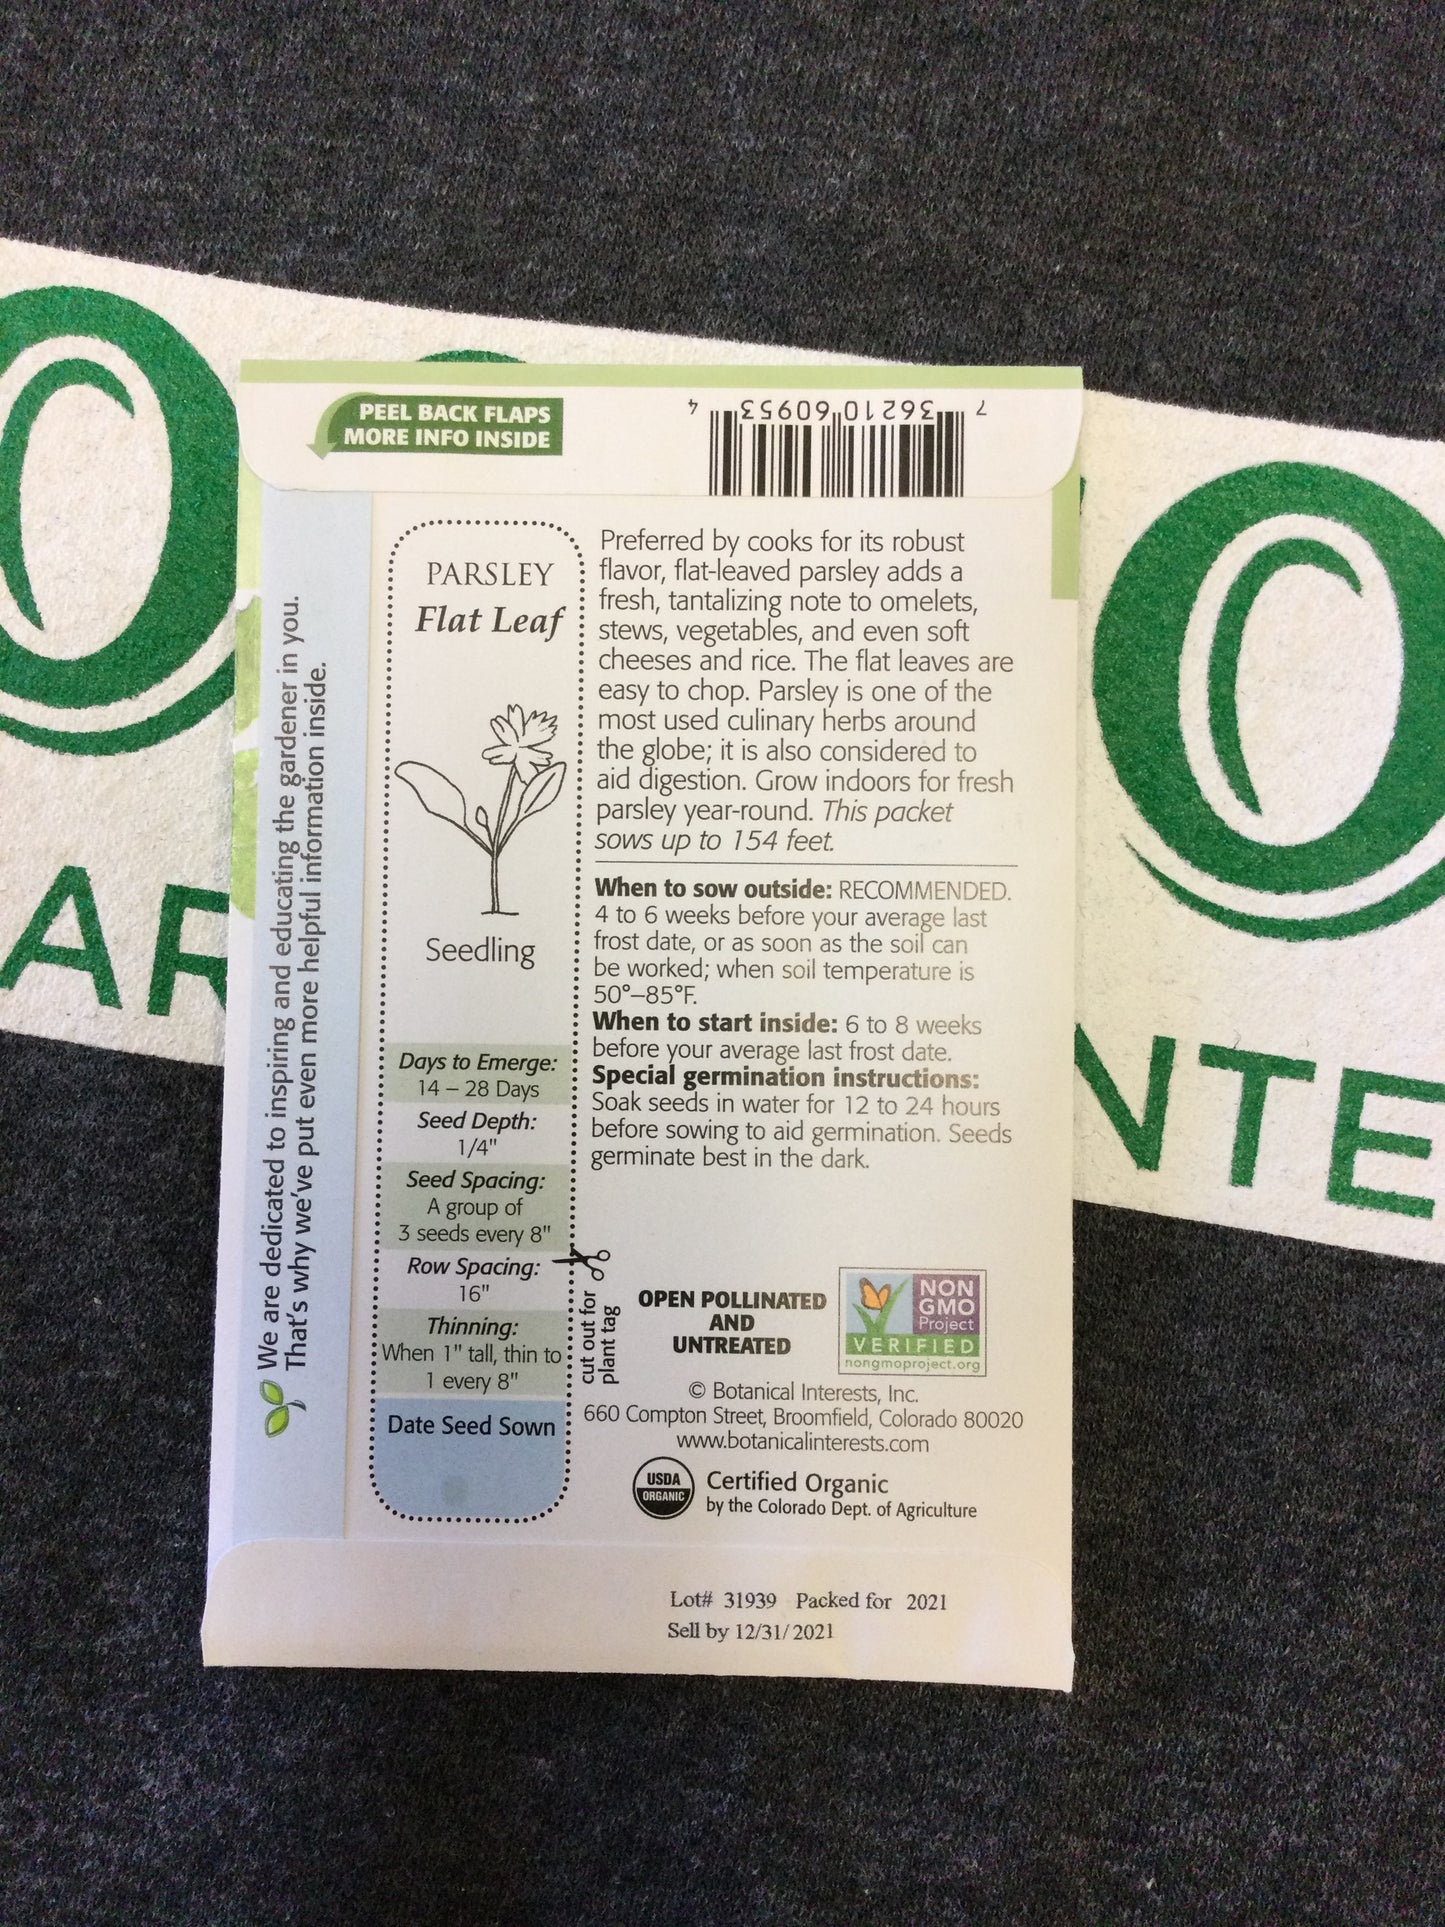 PEEL BACK FLAPS
MORE INFO INSIDE
7 36210 60953 4
We are dedicated to inspiring and educating the gardener in you.
That's why we've put even more helpful information inside.
PARSLEY
Flat Leaf
Seedling
Days to Emerge:
14 – 28 Days
Seed Depth:
1/4"
Seed Spacing:
A group of
3 seeds every 8"
Row Spacing:
16"
Thinning:
When 1" tall, thin to
1 every 8"
Date Seed Sown
cut out for
plant tag
Preferred by cooks for its robust
flavor, flat-leaved parsley adds a
fresh, tantalizing note to omelets,
stews, vegetables, and even soft
cheeses and rice. The flat leaves are
easy to chop. Parsley is one of the
most used culinary herbs around
the globe; it is also considered to
aid digestion. Grow indoors for fresh
parsley year-round. This packet
sows up to 154 feet.
When to sow outside: RECOMMENDED.
4 to 6 weeks before your average last
frost date, or as soon as the soil can
be worked; when soil temperature is
50°–85°F.
When to start inside: 6 to 8 weeks
before your average last frost date.
Special germination instructions:
Soak seeds in water for 12 to 24 hours
before sowing to aid germination. Seeds
germinate best in the dark.
OPEN POLLINATED
AND
UNTREATED
NON
GMO
Project
VERIFIED
nongmoproject.org
© Botanical Interests, Inc.
660 Compton Street, Broomfield, Colorado 80020
www.botanicalinterests.com
USDA
ORGANIC
Certified Organic
by the Colorado Dept. of Agriculture
Lot# 31939 Packed for 2021
Sell by 12/31/2021